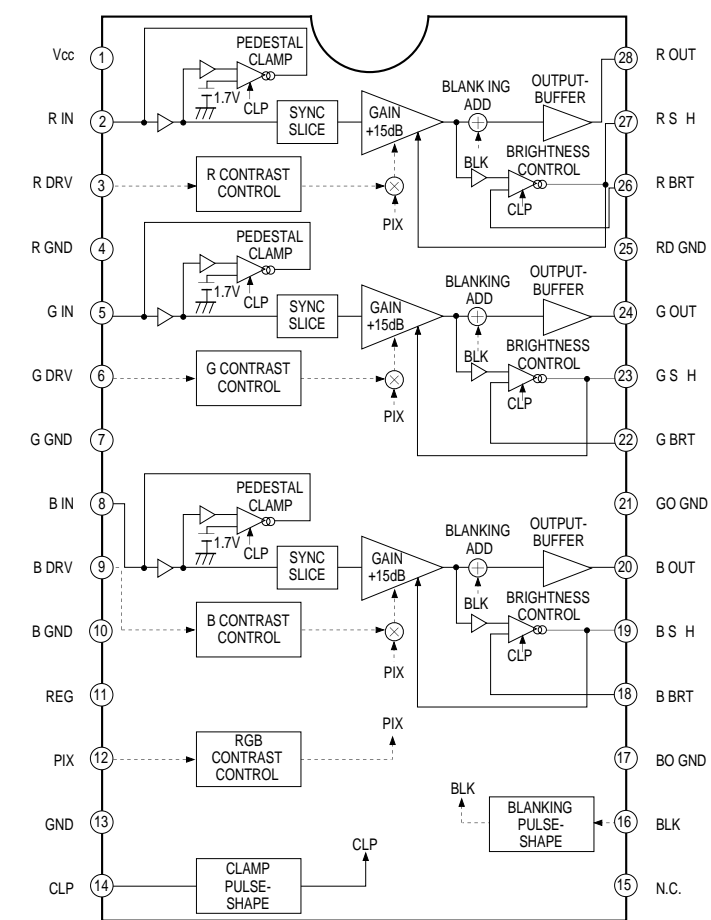 Vcc 1
R IN 2
R DRV 3
R GND 4
G IN 5
G DRV 6
G GND 7
B IN 8
B DRV 9
B GND 10
REG 11
PIX 12
GND 13
CLP 14
28 R OUT
27 R S H
26 R BRT
25 RD GND
24 G OUT
23 G S H
22 G BRT
21 GO GND
20 B OUT
19 B S H
18 B BRT
17 BO GND
16 BLK
15 N.C.
PEDESTAL
CLAMP
1.7V
CLP
SYNC
SLICE
GAIN
+15dB
BLANK ING
ADD
OUTPUT-
BUFFER
BLK
BRIGHTNESS
CONTROL
CLP
R CONTRAST
CONTROL
PIX
PEDESTAL
CLAMP
1.7V
CLP
SYNC
SLICE
GAIN
+15dB
BLANKING
ADD
OUTPUT-
BUFFER
BLK
BRIGHTNESS
CONTROL
CLP
G CONTRAST
CONTROL
PIX
PEDESTAL
CLAMP
1.7V
CLP
SYNC
SLICE
GAIN
+15dB
BLANKING
ADD
OUTPUT-
BUFFER
BLK
BRIGHTNESS
CONTROL
CLP
B CONTRAST
CONTROL
PIX
PIX
RGB
CONTRAST
CONTROL
BLK
BLANKING
PULSE-
SHAPE
CLP
CLAMP
PULSE-
SHAPE